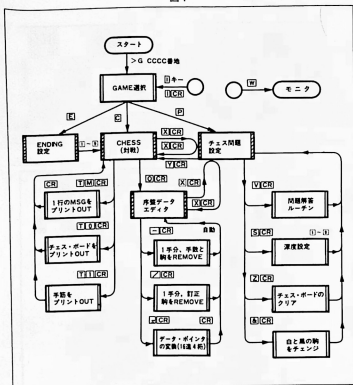 スタート
>G CCCC番地
GAME選択
Iキー
I CR
W
モニタ
E
C
P
ENDING
設定
1〜9
CHESS
(対戦)
X CR
X CR
Y CR
チェス問題
設定
CR
T M CR
1行のMSGを
プリントOUT
T 0 CR
チェス・ボードを
プリントOUT
T 1 CR
手筋を
プリントOUT
O CR
X CR
序盤データ
エディタ
X CR
− CR
自動
1手分、手数と
駒をREMOVE
/ CR
1手分、訂正
駒をREMOVE
CR
CR
データ・ポインタ
の変換(16進4桁)
V CR
問題解答
ルーチン
S CR
1〜9
深度設定
Z CR
チェス・ボードの
クリア
& CR
白と黒の駒
をチェンジ